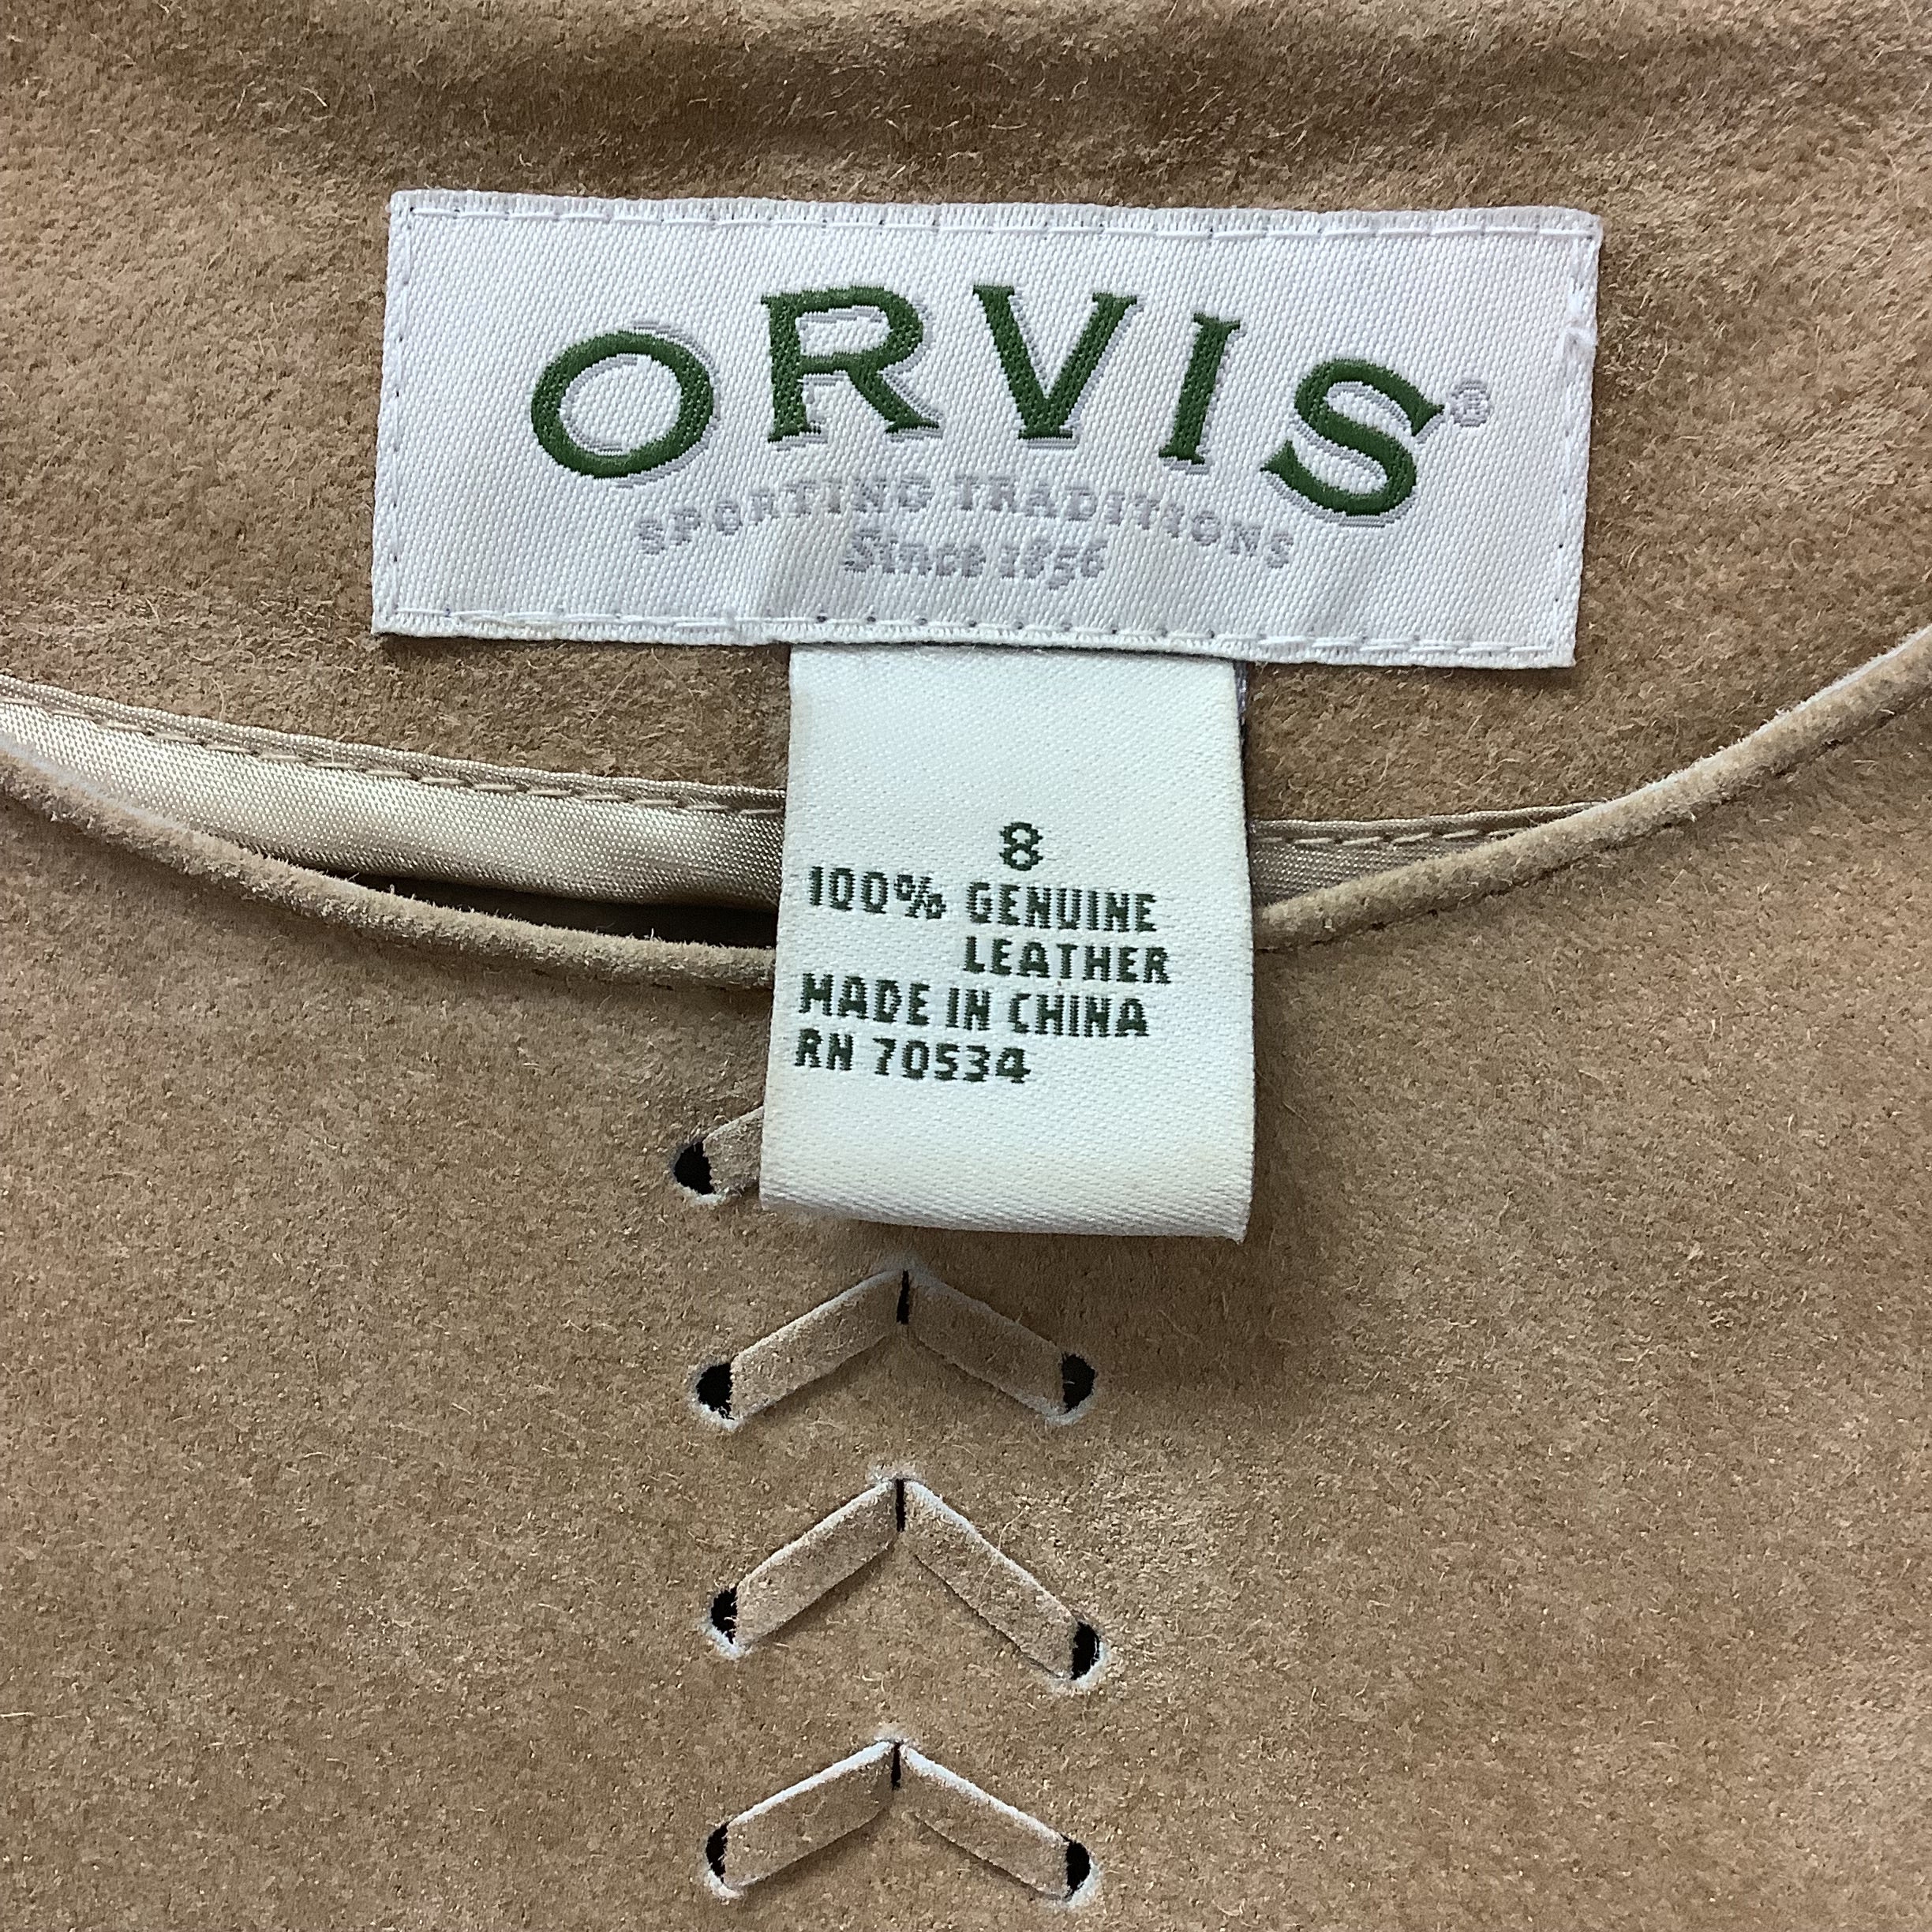 ORVIS®
SPORTING TRADITIONS
Since 1856
8
100% GENUINE
LEATHER
MADE IN CHINA
RN 70534